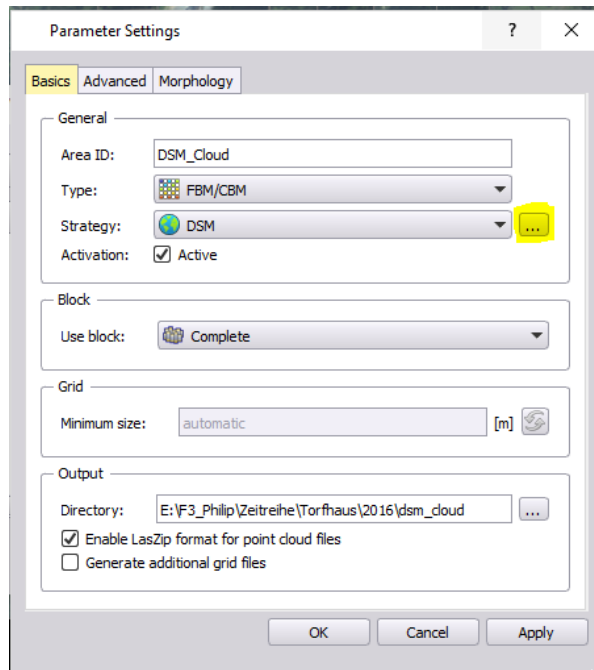 Parameter Settings ?
Basics Advanced Morphology
General
Area ID: DSM_Cloud
Type: FBM/CBM
Strategy: DSM ...
Activation: Active
Block
Use block: Complete
Grid
Minimum size: automatic [m]
Output
Directory: E:\F3_Philip\Zeitreihe\Torfhaus\2016\dsm_cloud ...
Enable LasZip format for point cloud files
Generate additional grid files
OK Cancel Apply